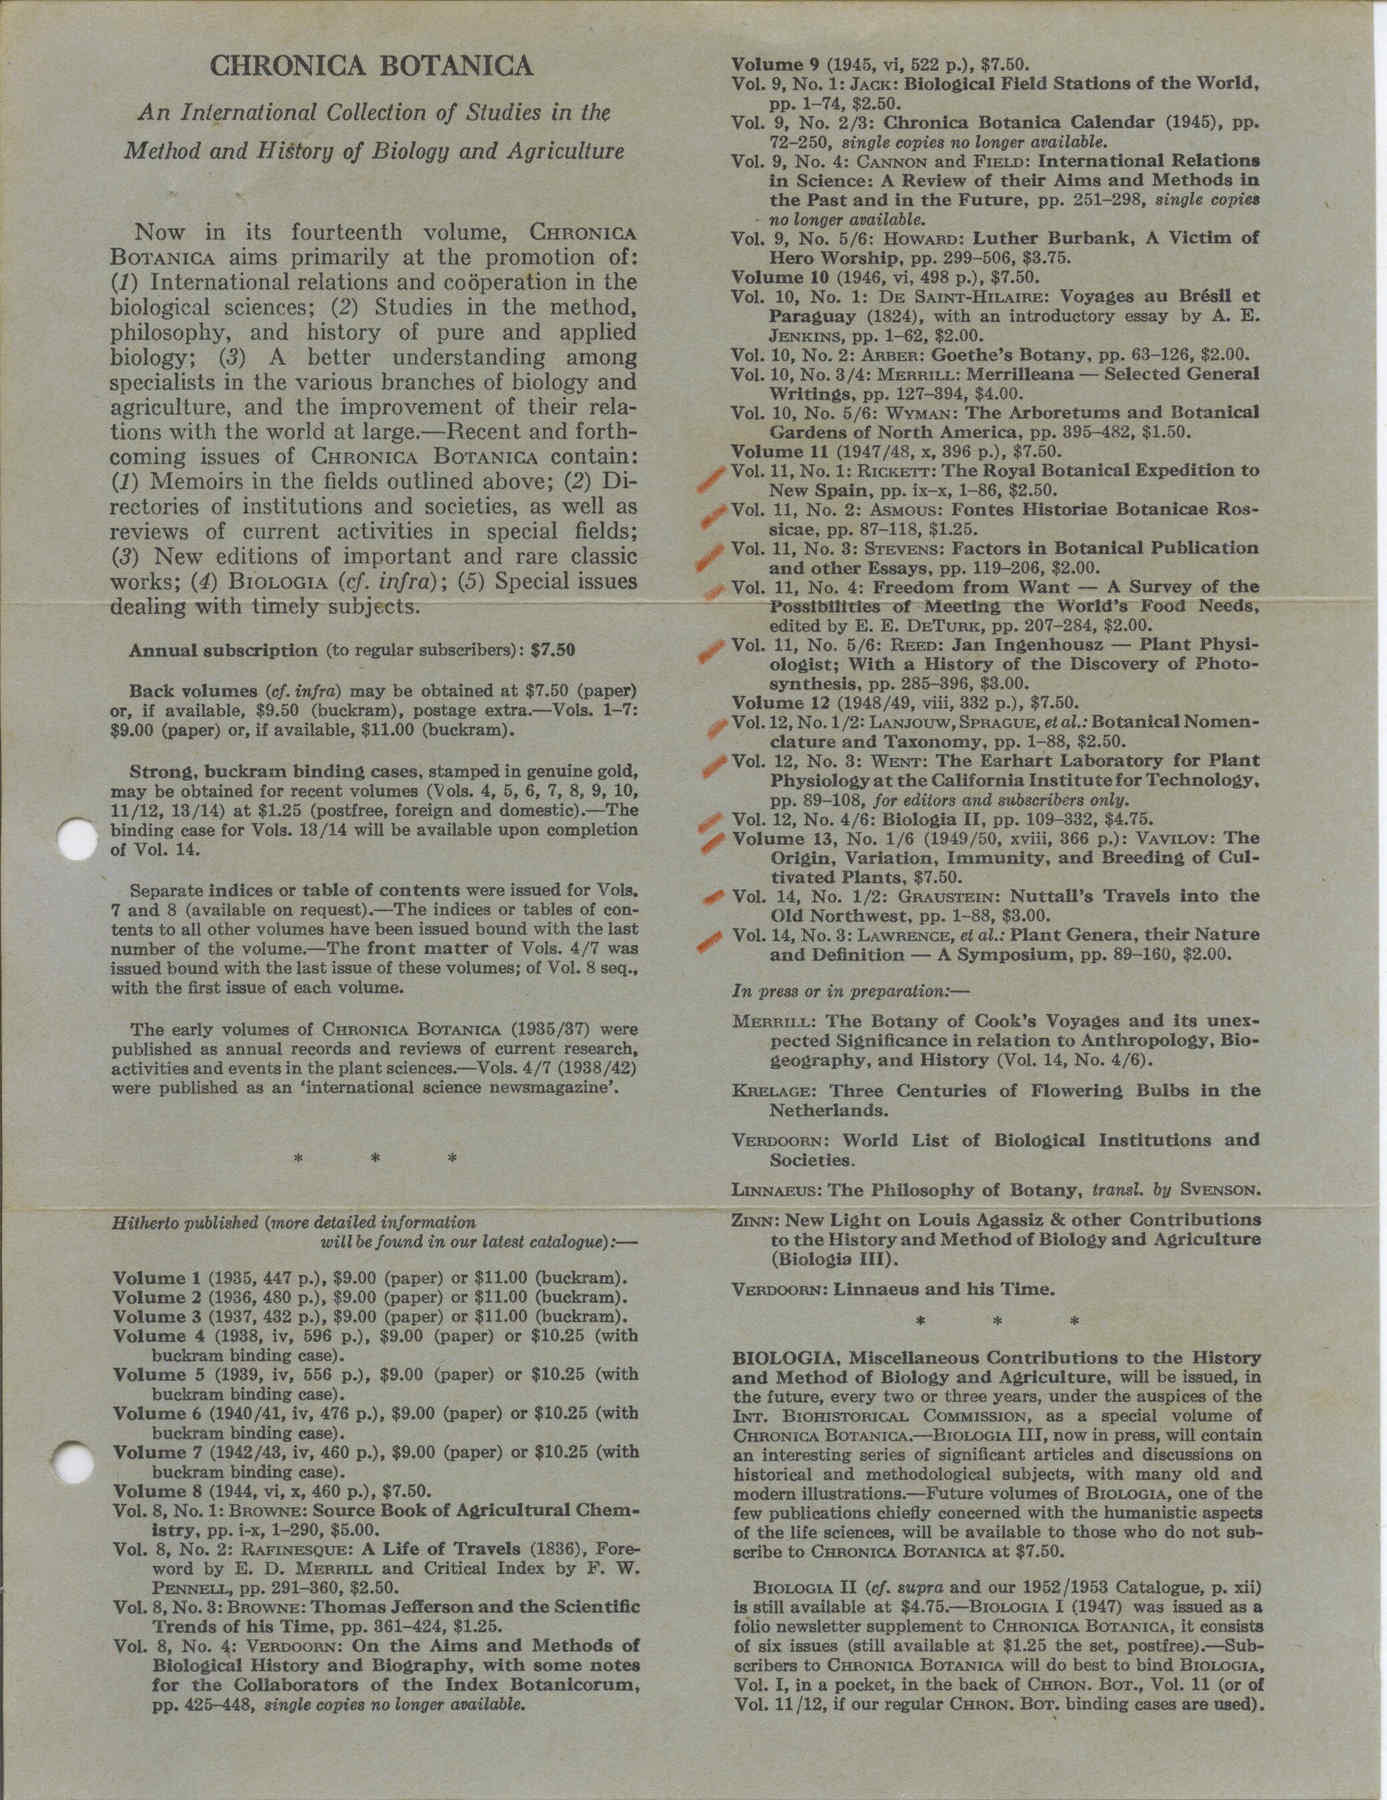 CHRONICA BOTANICA
An International Collection of Studies in the
Method and History of Biology and Agriculture
Now in its fourteenth volume, CHRONICA
BOTANICA aims primarily at the promotion of:
(1) International relations and coöperation in the
biological sciences; (2) Studies in the method,
philosophy, and history of pure and applied
biology; (3) A better understanding among
specialists in the various branches of biology and
agriculture, and the improvement of their rela-
tions with the world at large.—Recent and forth-
coming issues of CHRONICA BOTANICA contain:
(1) Memoirs in the fields outlined above; (2) Di-
rectories of institutions and societies, as well as
reviews of current activities in special fields;
(3) New editions of important and rare classic
works; (4) BIOLOGIA (cf. infra); (5) Special issues
dealing with timely subjects.
Annual subscription (to regular subscribers): $7.50
Back volumes (cf. infra) may be obtained at $7.50 (paper)
or, if available, $9.50 (buckram), postage extra.—Vols. 1–7:
$9.00 (paper) or, if available, $11.00 (buckram).
Strong, buckram binding cases, stamped in genuine gold,
may be obtained for recent volumes (Vols. 4, 5, 6, 7, 8, 9, 10,
11/12, 13/14) at $1.25 (postfree, foreign and domestic).—The
binding case for Vols. 13/14 will be available upon completion
of Vol. 14.
Separate indices or table of contents were issued for Vols.
7 and 8 (available on request).—The indices or tables of con-
tents to all other volumes have been issued bound with the last
number of the volume.—The front matter of Vols. 4/7 was
issued bound with the last issue of these volumes; of Vol. 8 seq.,
with the first issue of each volume.
The early volumes of CHRONICA BOTANICA (1935/37) were
published as annual records and reviews of current research,
activities and events in the plant sciences.—Vols. 4/7 (1938/42)
were published as an ‘international science newsmagazine’.
* * *
Hitherto published (more detailed information
will be found in our latest catalogue):—
Volume 1 (1935, 447 p.), $9.00 (paper) or $11.00 (buckram).
Volume 2 (1936, 480 p.), $9.00 (paper) or $11.00 (buckram).
Volume 3 (1937, 432 p.), $9.00 (paper) or $11.00 (buckram).
Volume 4 (1938, iv, 596 p.), $9.00 (paper) or $10.25 (with
buckram binding case).
Volume 5 (1939, iv, 556 p.), $9.00 (paper) or $10.25 (with
buckram binding case).
Volume 6 (1940/41, iv, 476 p.), $9.00 (paper) or $10.25 (with
buckram binding case).
Volume 7 (1942/43, iv, 460 p.), $9.00 (paper) or $10.25 (with
buckram binding case).
Volume 8 (1944, vi, x, 460 p.), $7.50.
Vol. 8, No. 1: BROWNE: Source Book of Agricultural Chem-
istry, pp. i-x, 1–290, $5.00.
Vol. 8, No. 2: RAFINESQUE: A Life of Travels (1836), Fore-
word by E. D. MERRILL and Critical Index by F. W.
PENNELL, pp. 291–360, $2.50.
Vol. 8, No. 3: BROWNE: Thomas Jefferson and the Scientific
Trends of his Time, pp. 361–424, $1.25.
Vol. 8, No. 4: VERDOORN: On the Aims and Methods of
Biological History and Biography, with some notes
for the Collaborators of the Index Botanicorum,
pp. 425–448, single copies no longer available.
Volume 9 (1945, vi, 522 p.), $7.50.
Vol. 9, No. 1: JACK: Biological Field Stations of the World,
pp. 1–74, $2.50.
Vol. 9, No. 2/3: Chronica Botanica Calendar (1945), pp.
72–250, single copies no longer available.
Vol. 9, No. 4: CANNON and FIELD: International Relations
in Science: A Review of their Aims and Methods in
the Past and in the Future, pp. 251–298, single copies
no longer available.
Vol. 9, No. 5/6: HOWARD: Luther Burbank, A Victim of
Hero Worship, pp. 299–506, $3.75.
Volume 10 (1946, vi, 498 p.), $7.50.
Vol. 10, No. 1: DE SAINT-HILAIRE: Voyages au Brésil et
Paraguay (1824), with an introductory essay by A. E.
JENKINS, pp. 1–62, $2.00.
Vol. 10, No. 2: ARBER: Goethe's Botany, pp. 63–126, $2.00.
Vol. 10, No. 3/4: MERRILL: Merrilleana — Selected General
Writings, pp. 127–394, $4.00.
Vol. 10, No. 5/6: WYMAN: The Arboretums and Botanical
Gardens of North America, pp. 395–482, $1.50.
Volume 11 (1947/48, x, 396 p.), $7.50.
Vol. 11, No. 1: RICKETT: The Royal Botanical Expedition to
New Spain, pp. ix–x, 1–86, $2.50.
Vol. 11, No. 2: ASMOUS: Fontes Historiae Botanicae Ros-
sicae, pp. 87–118, $1.25.
Vol. 11, No. 3: STEVENS: Factors in Botanical Publication
and other Essays, pp. 119–206, $2.00.
Vol. 11, No. 4: Freedom from Want — A Survey of the
Possibilities of Meeting the World's Food Needs,
edited by E. E. DETURK, pp. 207–284, $2.00.
Vol. 11, No. 5/6: REED: Jan Ingenhousz — Plant Physi-
ologist; With a History of the Discovery of Photo-
synthesis, pp. 285–396, $3.00.
Volume 12 (1948/49, viii, 332 p.), $7.50.
Vol. 12, No. 1/2: LANJOUW, SPRAGUE, et al.: Botanical Nomen-
clature and Taxonomy, pp. 1–88, $2.50.
Vol. 12, No. 3: WENT: The Earhart Laboratory for Plant
Physiology at the California Institute for Technology,
pp. 89–108, for editors and subscribers only.
Vol. 12, No. 4/6: Biologia II, pp. 109–332, $4.75.
Volume 13, No. 1/6 (1949/50, xviii, 366 p.): VAVILOV: The
Origin, Variation, Immunity, and Breeding of Cul-
tivated Plants, $7.50.
Vol. 14, No. 1/2: GRAUSTEIN: Nuttall's Travels into the
Old Northwest, pp. 1–88, $3.00.
Vol. 14, No. 3: LAWRENCE, et al.: Plant Genera, their Nature
and Definition — A Symposium, pp. 89–160, $2.00.
In press or in preparation:—
MERRILL: The Botany of Cook's Voyages and its unex-
pected Significance in relation to Anthropology, Bio-
geography, and History (Vol. 14, No. 4/6).
KRELAGE: Three Centuries of Flowering Bulbs in the
Netherlands.
VERDOORN: World List of Biological Institutions and
Societies.
LINNAEUS: The Philosophy of Botany, transl. by SVENSON.
ZINN: New Light on Louis Agassiz & other Contributions
to the History and Method of Biology and Agriculture
(Biologia III).
VERDOORN: Linnaeus and his Time.
* * *
BIOLOGIA, Miscellaneous Contributions to the History
and Method of Biology and Agriculture, will be issued, in
the future, every two or three years, under the auspices of the
INT. BIOHISTORICAL COMMISSION, as a special volume of
CHRONICA BOTANICA.—BIOLOGIA III, now in press, will contain
an interesting series of significant articles and discussions on
historical and methodological subjects, with many old and
modern illustrations.—Future volumes of BIOLOGIA, one of the
few publications chiefly concerned with the humanistic aspects
of the life sciences, will be available to those who do not sub-
scribe to CHRONICA BOTANICA at $7.50.
BIOLOGIA II (cf. supra and our 1952/1953 Catalogue, p. xii)
is still available at $4.75.—BIOLOGIA I (1947) was issued as a
folio newsletter supplement to CHRONICA BOTANICA, it consists
of six issues (still available at $1.25 the set, postfree).—Sub-
scribers to CHRONICA BOTANICA will do best to bind BIOLOGIA,
Vol. I, in a pocket, in the back of CHRON. BOT., Vol. 11 (or of
Vol. 11/12, if our regular CHRON. BOT. binding cases are used).